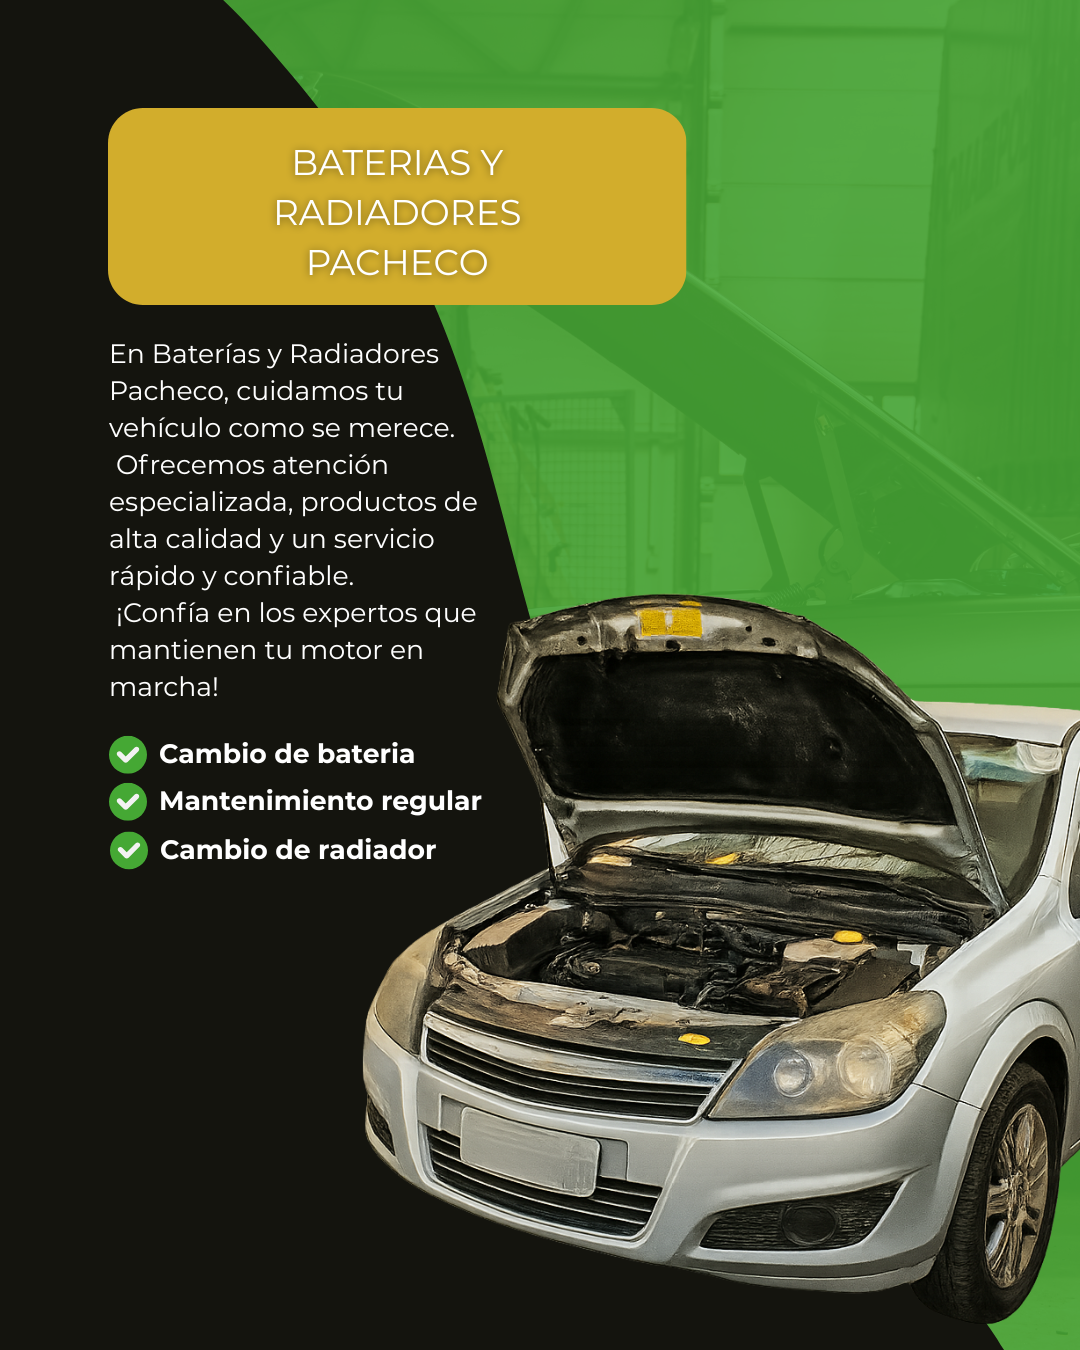 BATERIAS Y
RADIADORES
PACHECO
En Baterías y Radiadores
Pacheco, cuidamos tu
vehículo como se merece.
Ofrecemos atención
especializada, productos de
alta calidad y un servicio
rápido y confiable.
¡Confía en los expertos que
mantienen tu motor en
marcha!
Cambio de bateria
Mantenimiento regular
Cambio de radiador